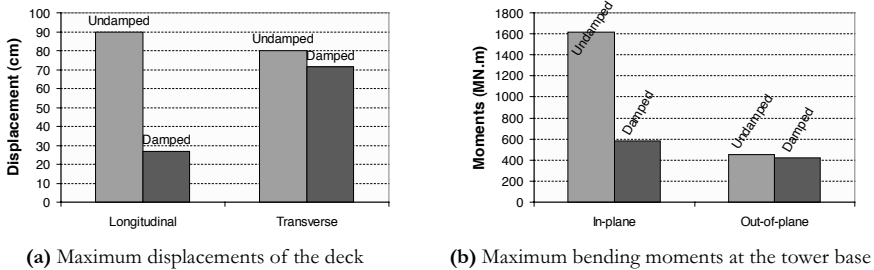 Displacement (cm)
100
90
80
70
60
50
40
30
20
10
0
Undamped
Damped
Undamped
Damped
Longitudinal
Transverse
(a) Maximum displacements of the deck
Moments (MN.m)
1800
1600
1400
1200
1000
800
600
400
200
0
Undamped
Damped
Undamped
Damped
In-plane
Out-of-plane
(b) Maximum bending moments at the tower base